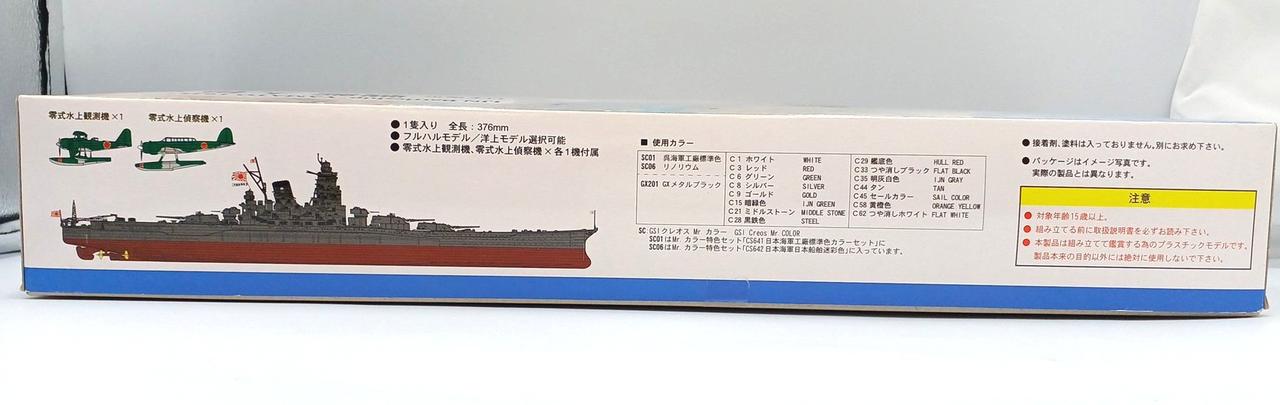 零式水上観測機×1
零式水上偵察機×1
● 1隻入り 全長：376mm
● フルハルモデル／洋上モデル選択可能
● 零式水上観測機、零式水上偵察機×各1機付属
■ 使用カラー
SC01 呉海軍工廠標準色
SC06 リノリウム
GX201 GXメタルブラック
C 1 ホワイト WHITE
C 3 レッド RED
C 6 グリーン GREEN
C 8 シルバー SILVER
C 9 ゴールド GOLD
C15 暗緑色 IJN GREEN
C21 ミドルストーン MIDDLE STONE
C28 黒鉄色 STEEL
C29 艦底色 HULL RED
C33 つや消しブラック FLAT BLACK
C35 明灰白色 IJN GRAY
C44 タン TAN
C45 セールカラー SAIL COLOR
C58 黄橙色 ORANGE YELLOW
C62 つや消しホワイト FLAT WHITE
SC:GSIクレオス Mr カラー GSI Creos Mr.COLOR
SC01はMr. カラー特色セット「CS641日本海軍工廠標準色カラーセット」に
SC06はMr. カラー特色セット「CS642日本海軍日本船舶迷彩色」に入っています。
● 接着剤、塗料は入っておりません。別にお求め下さい。
● パッケージはイメージ写真です。
実際の製品とは異なります。
注意
● 対象年齢15歳以上。
● 組み立てる前に取扱説明書を必ずお読み下さい。
● 本製品は組み立てて鑑賞する為のプラスチックモデルです。
製品本来の目的以外には絶対に使用しないで下さい。